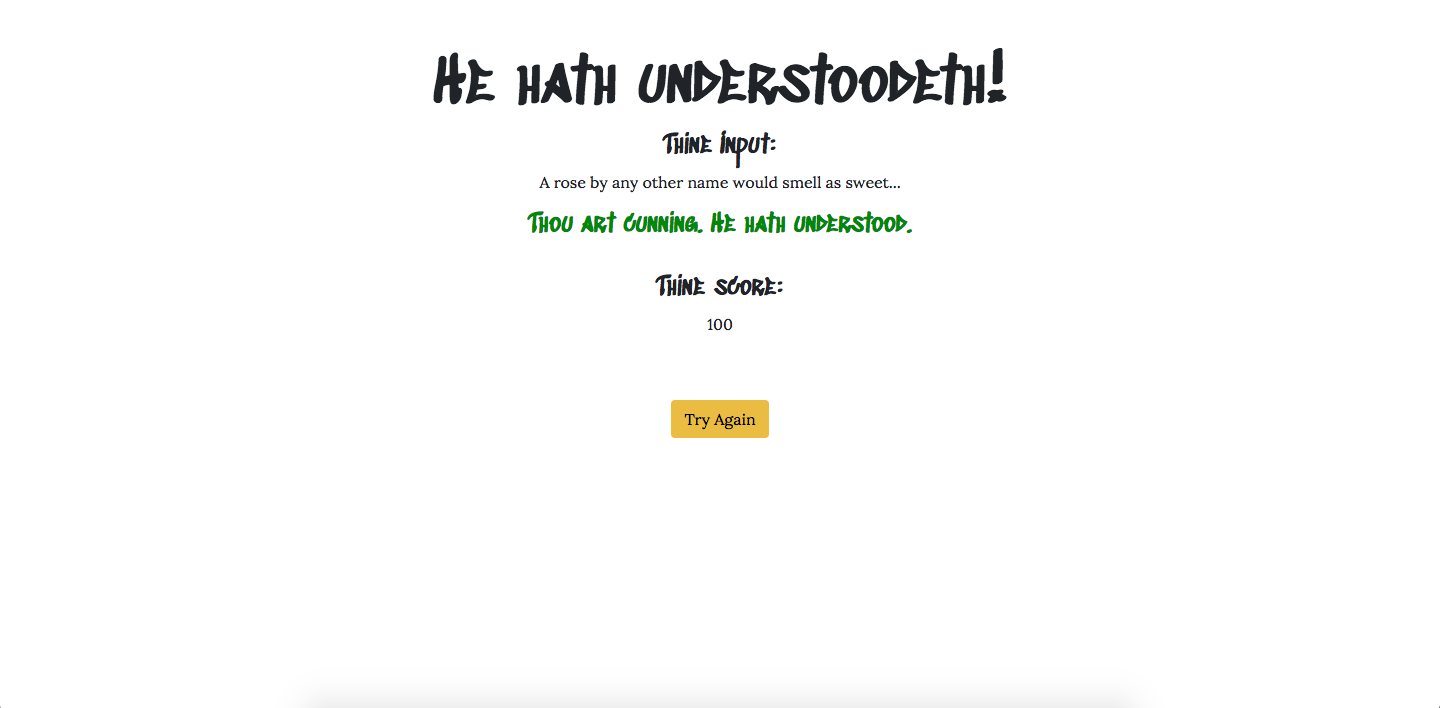 He hath understoodeth!
Thine Input:
A rose by any other name would smell as sweet...
Thou art cunning. He hath understood.
Thine score:
100
Try Again